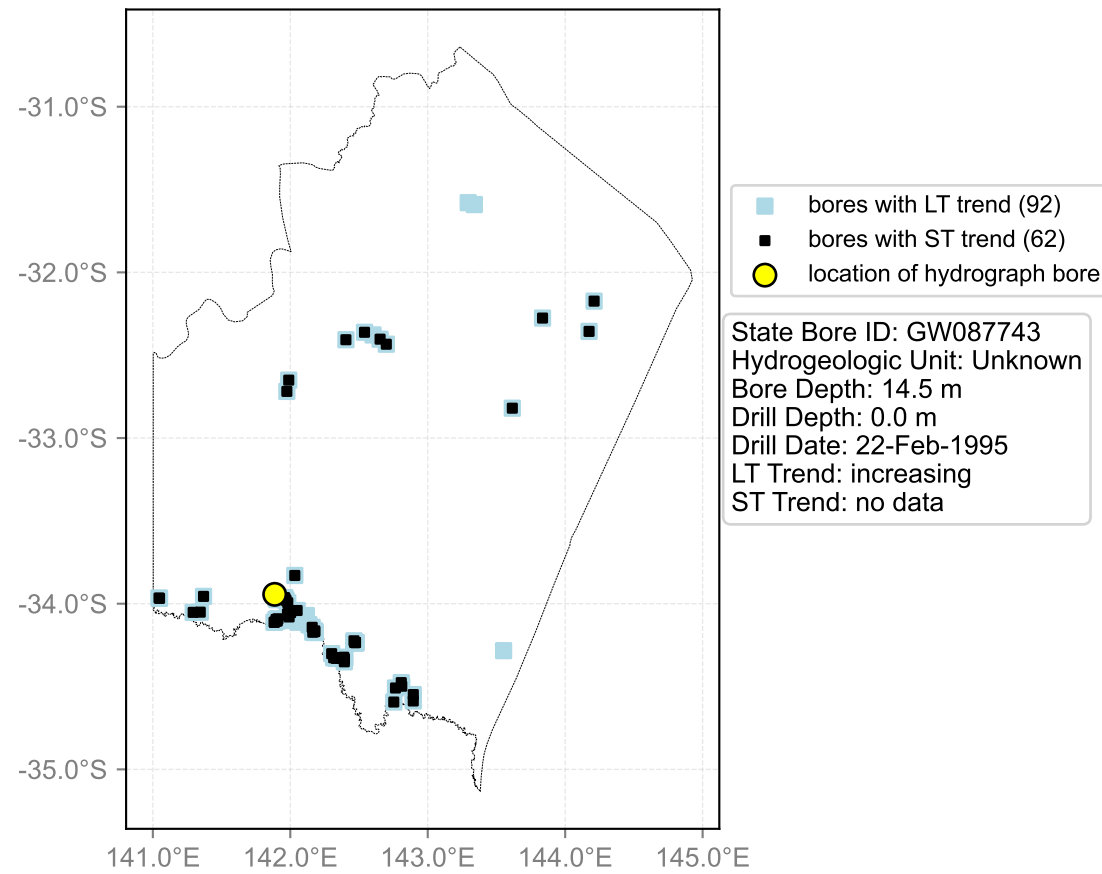 -31.0°S
-32.0°S
-33.0°S
-34.0°S
-35.0°S
141.0°E 142.0°E 143.0°E 144.0°E 145.0°E
bores with LT trend (92)
bores with ST trend (62)
location of hydrograph bore
State Bore ID: GW087743
Hydrogeologic Unit: Unknown
Bore Depth: 14.5 m
Drill Depth: 0.0 m
Drill Date: 22-Feb-1995
LT Trend: increasing
ST Trend: no data